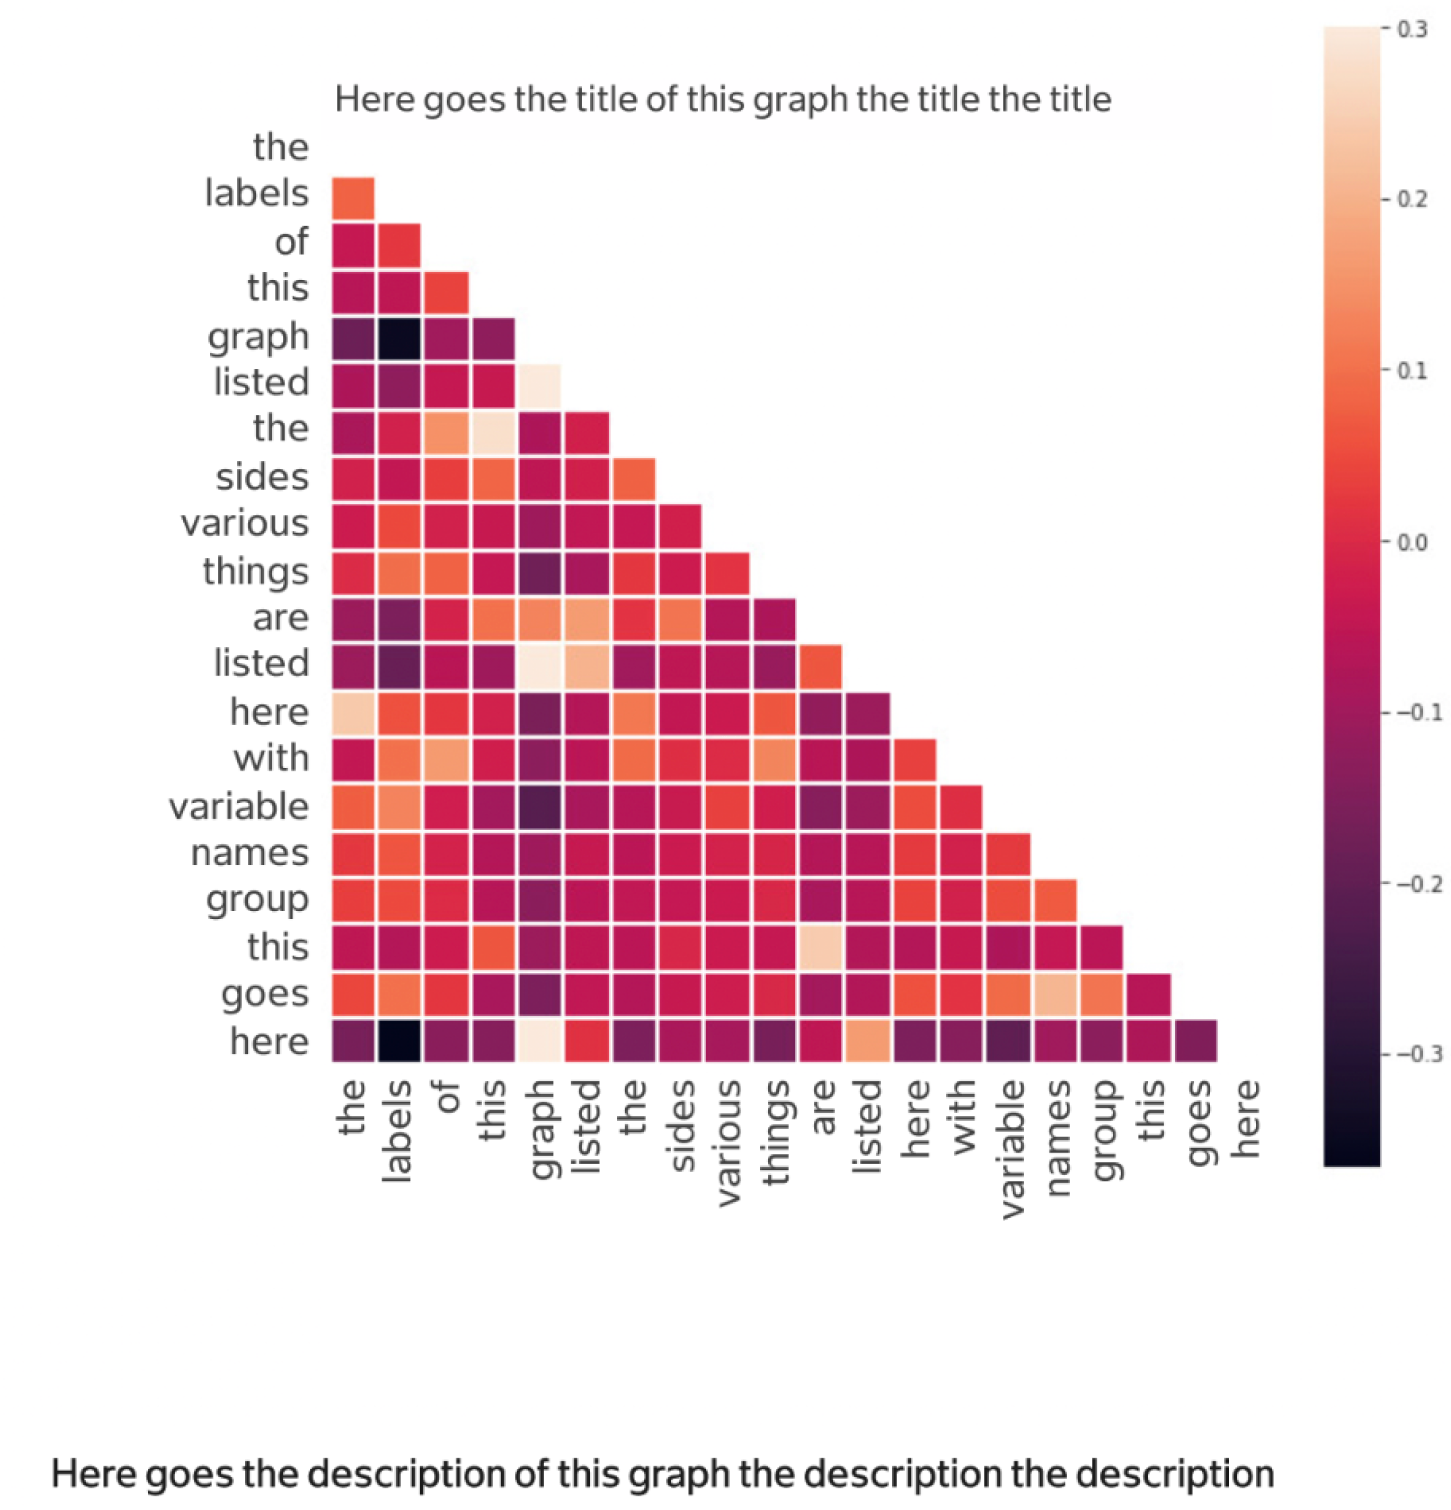 Here goes the title of this graph the title the title
the
labels
of
this
graph
listed
the
sides
various
things
are
listed
here
with
variable
names
group
this
goes
here
the
labels
of
this
graph
listed
the
sides
various
things
are
listed
here
with
variable
names
group
this
goes
here
0.3
0.2
0.1
0.0
−0.1
−0.2
−0.3
Here goes the description of this graph the description the description